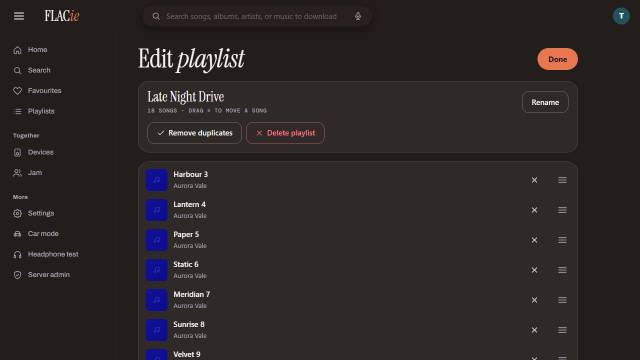 FLACie
Search songs, albums, artists, or music to download
T
Home
Search
Favourites
Playlists
Together
Devices
Jam
More
Settings
Car mode
Headphone test
Server admin
Edit playlist
Done
Late Night Drive
18 SONGS · DRAG ≡ TO MOVE A SONG
Rename
Remove duplicates
Delete playlist
Harbour 3
Aurora Vale
Lantern 4
Aurora Vale
Paper 5
Aurora Vale
Static 6
Aurora Vale
Meridian 7
Aurora Vale
Sunrise 8
Aurora Vale
Velvet 9